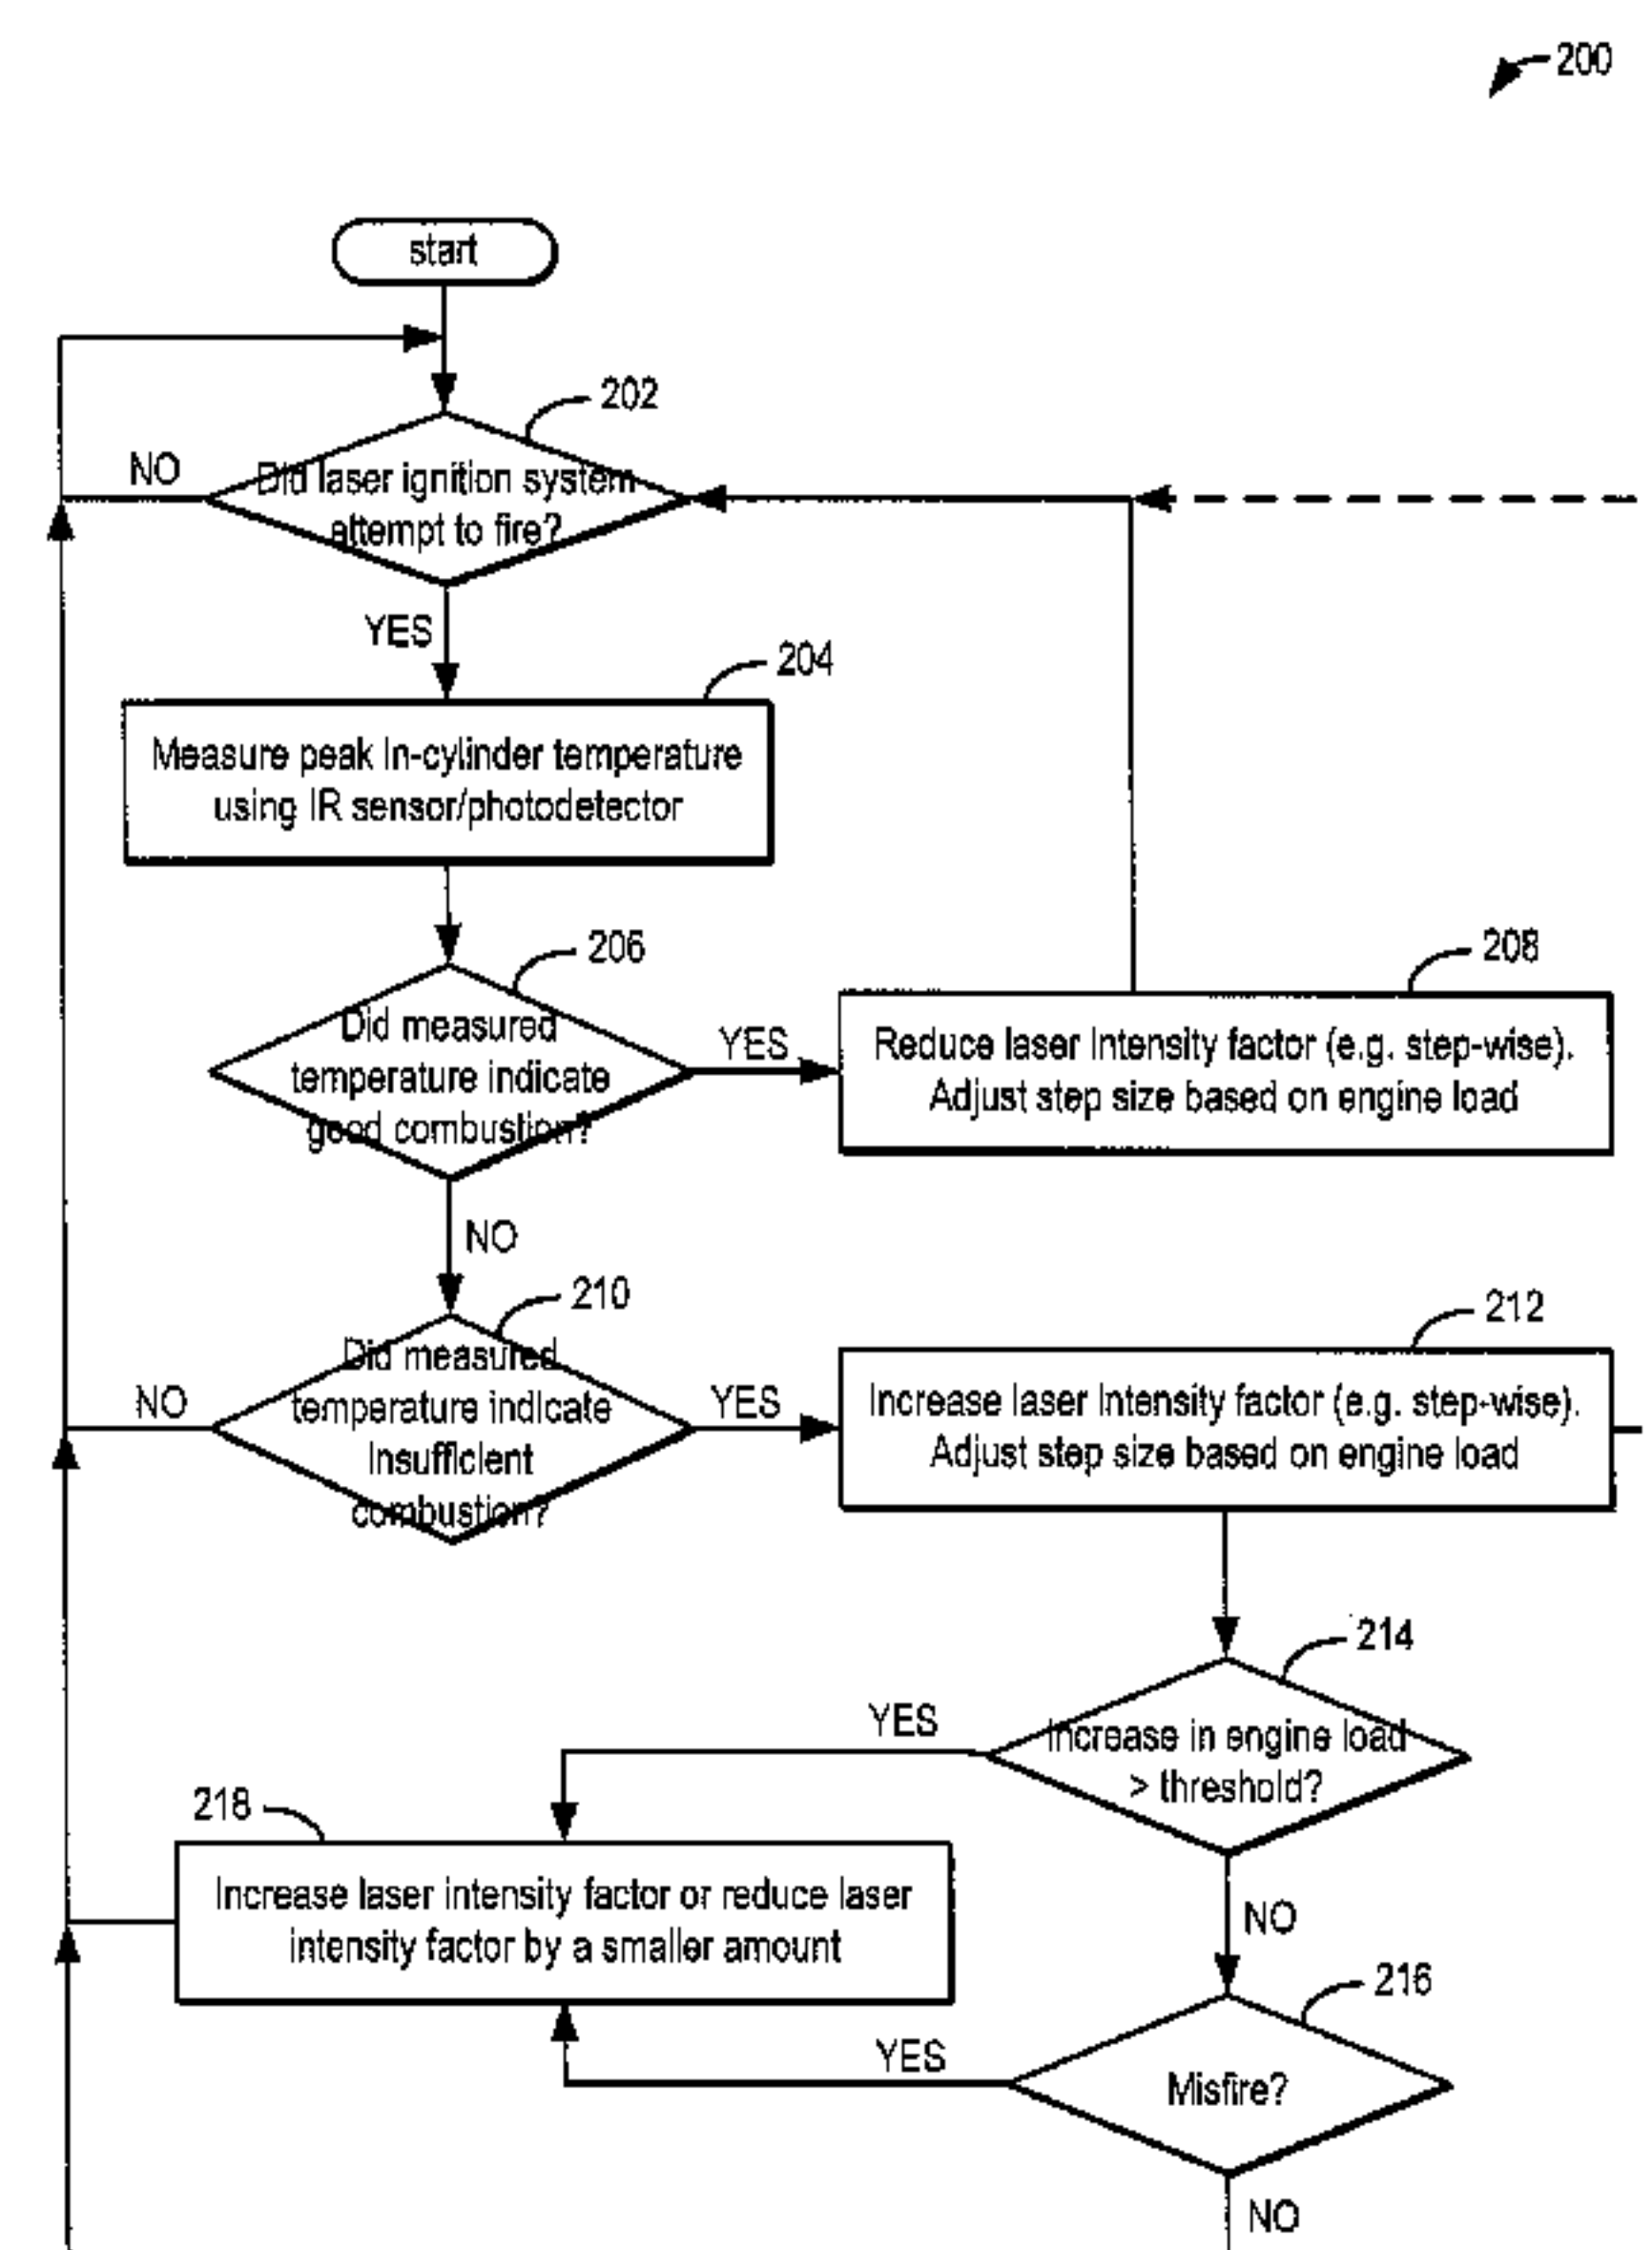 200
start
202
NO
Did laser ignition system
attempt to fire?
YES
204
Measure peak in-cylinder temperature
using IR sensor/photodetector
206
208
Did measured
temperature indicate
good combustion?
YES
Reduce laser intensity factor (e.g. step-wise).
Adjust step size based on engine load
NO
210
212
NO
Did measured
temperature indicate
insufficient
combustion?
YES
Increase laser intensity factor (e.g. step-wise).
Adjust step size based on engine load
214
YES
Increase in engine load
> threshold?
218
Increase laser intensity factor or reduce laser
intensity factor by a smaller amount
NO
216
YES
Misfire?
NO